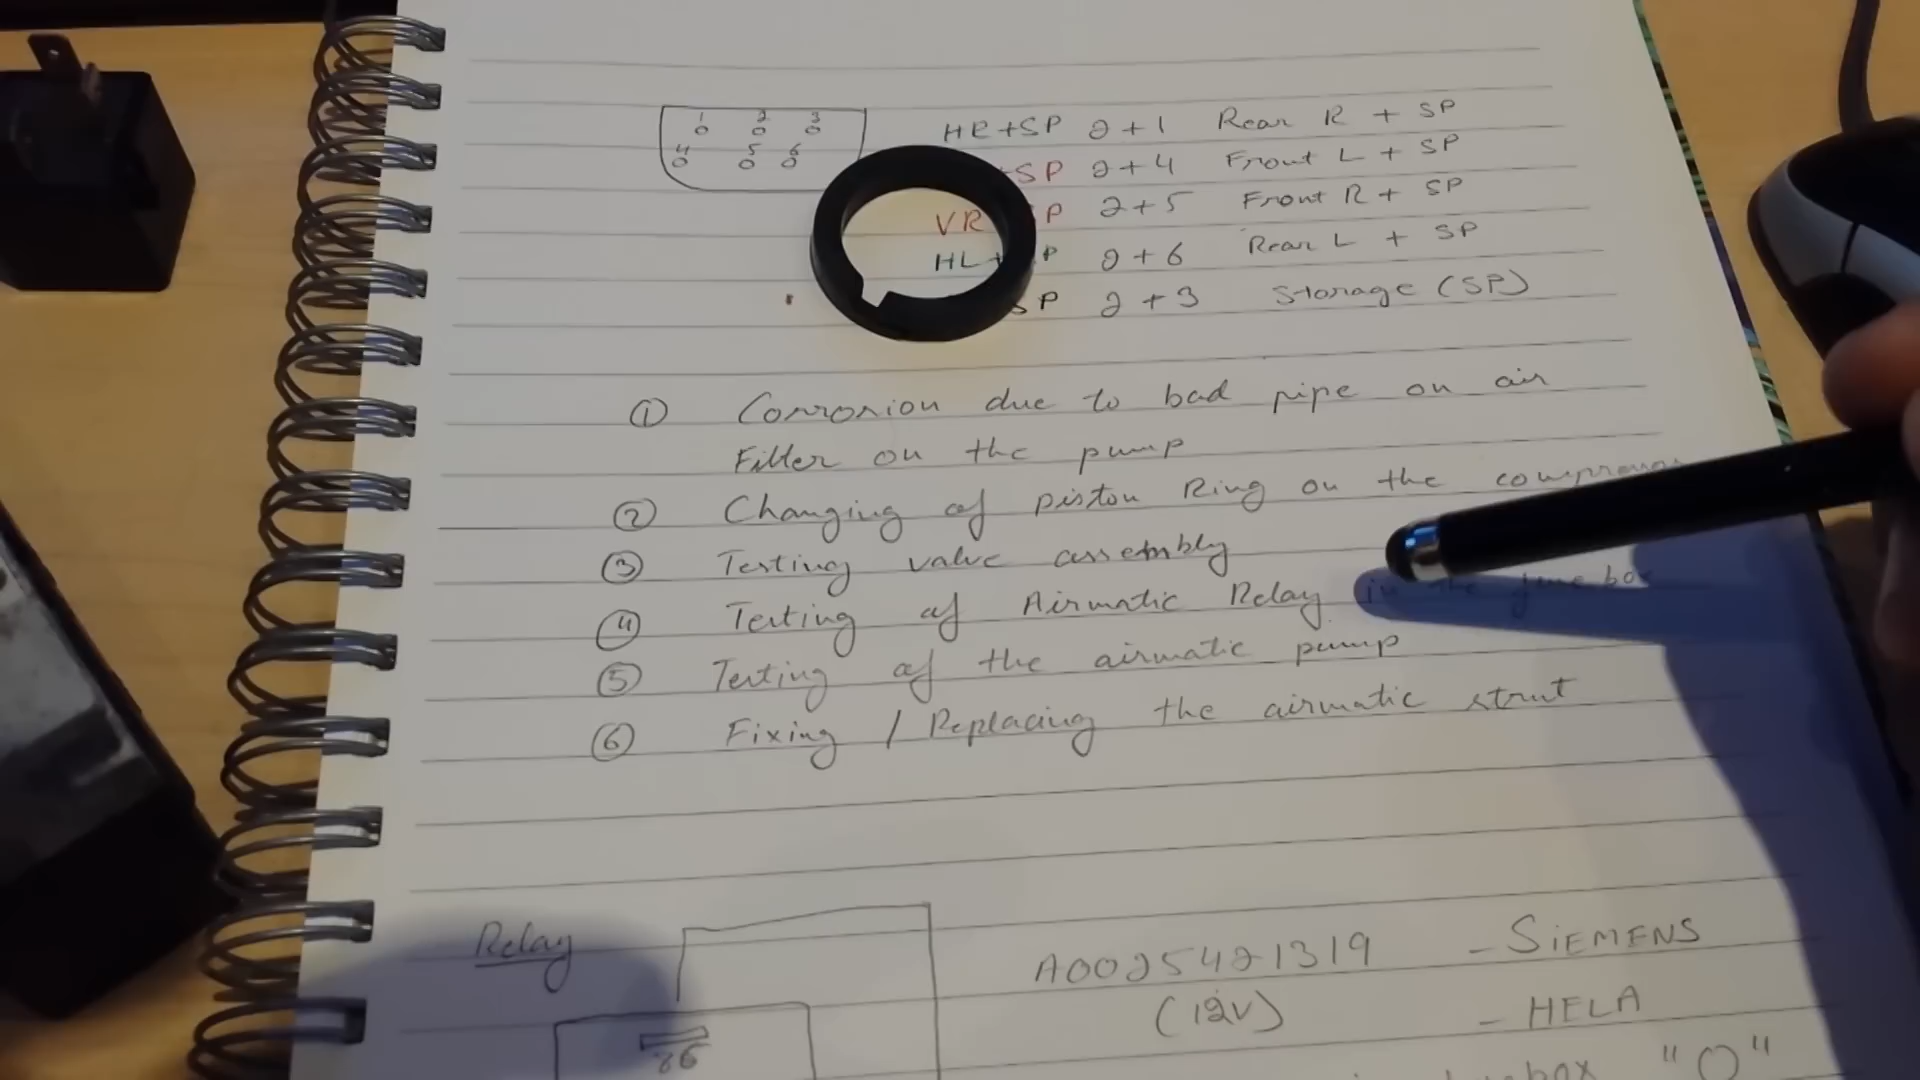 1 2 3
4 5 6
HR+SP 2+1 Rear R + SP
+SP 2+4 Front L + SP
VR P 2+5 Front R + SP
HL+ P 2+6 Rear L + SP
SP 2+3 Storage (SP)
① Corrosion due to bad pipe on air
Filter on the pump
② Changing of piston Ring on the
③ Testing valve assembly
④ Testing of Airmatic Relay in the box
⑤ Testing of the airmatic pump
⑥ Fixing / Replacing the airmatic strut
Relay
A0025421319 - SiEMENS
(12V) - HELA
86
box "O"